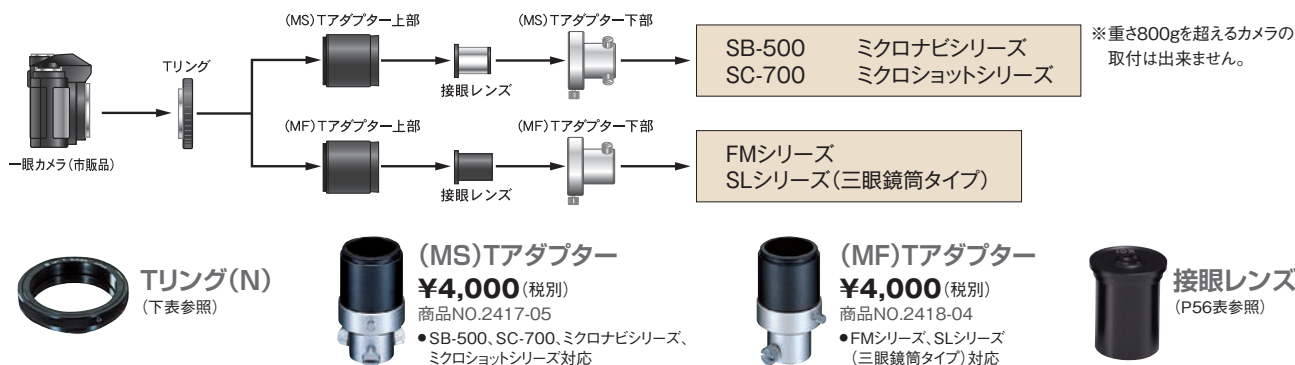 (MS)Tアダプター上部
(MS)Tアダプター下部
Tリング
接眼レンズ
SB-500 ミクロナビシリーズ
SC-700 ミクロショットシリーズ
※重さ800gを超えるカメラの
取付は出来ません。
一眼カメラ(市販品)
(MF)Tアダプター上部
(MF)Tアダプター下部
接眼レンズ
FMシリーズ
SLシリーズ(三眼鏡筒タイプ)
Tリング(N)
(下表参照)
(MS)Tアダプター
¥4,000(税別)
商品NO.2417-05
●SB-500、SC-700、ミクロナビシリーズ、
ミクロショットシリーズ対応
(MF)Tアダプター
¥4,000(税別)
商品NO.2418-04
●FMシリーズ、SLシリーズ
(三眼鏡筒タイプ)対応
接眼レンズ
(P56表参照)